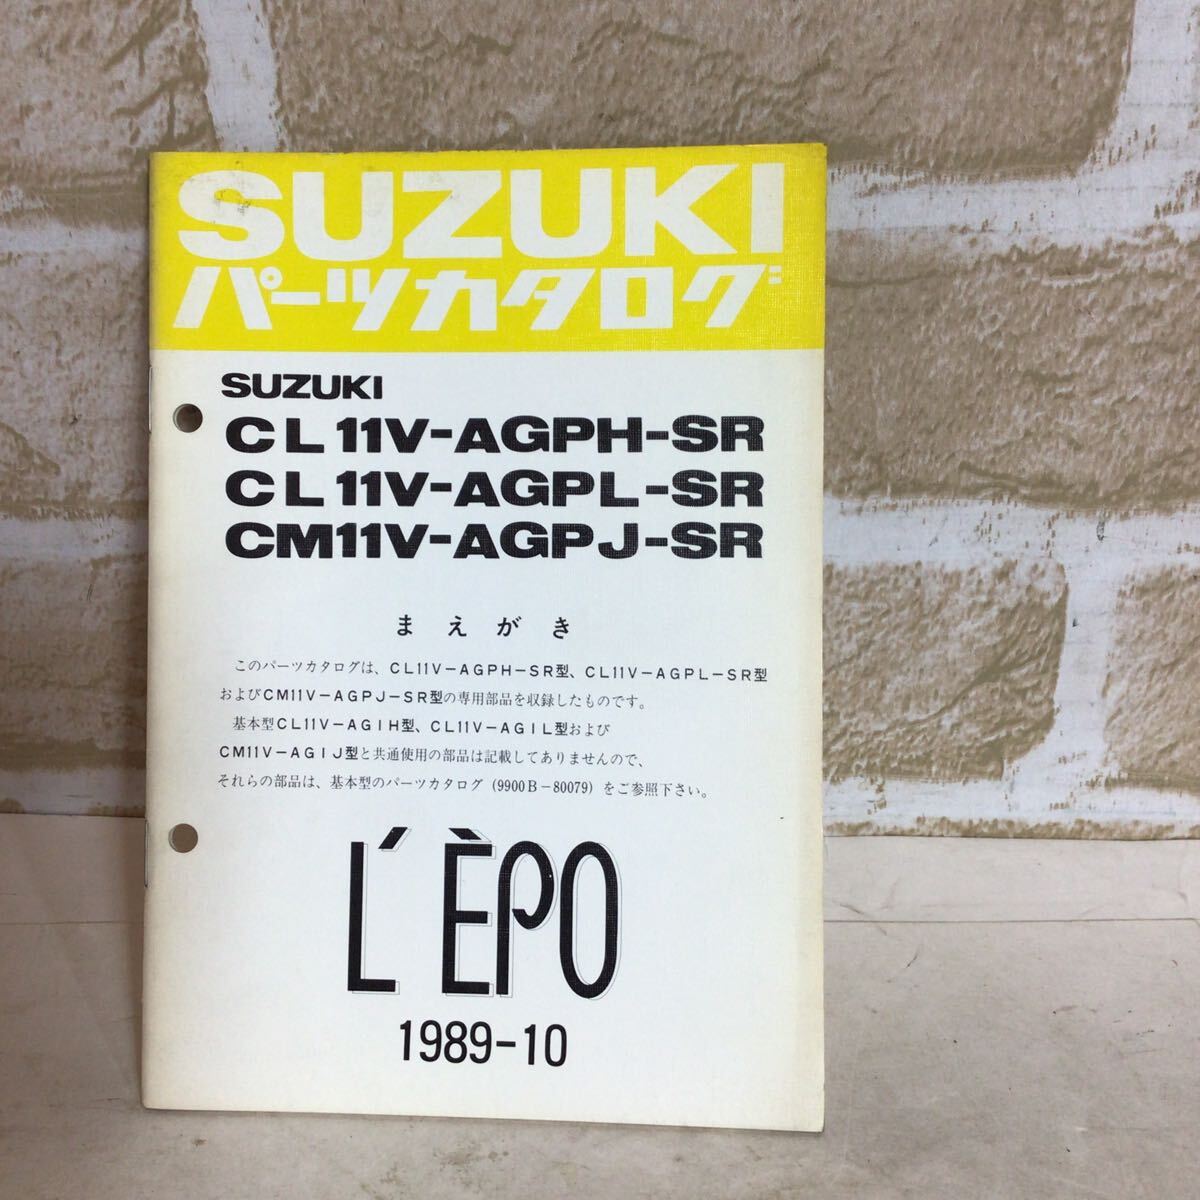 SUZUKI
パーツカタログ
SUZUKI
CL11V-AGPH-SR
CL11V-AGPL-SR
CM11V-AGPJ-SR
まえがき
このパーツカタログは、CL11V-AGPH-SR型、CL11V-AGPL-SR型
およびCM11V-AGPJ-SR型の専用部品を収録したものです。
基本型CL11V-AGIH型、CL11V-AGIL型および
CM11V-AGIJ型と共通使用の部品は記載してありませんので、
それらの部品は、基本型のパーツカタログ(9900B-80079)をご参照下さい。
L'ÈPO
1989-10